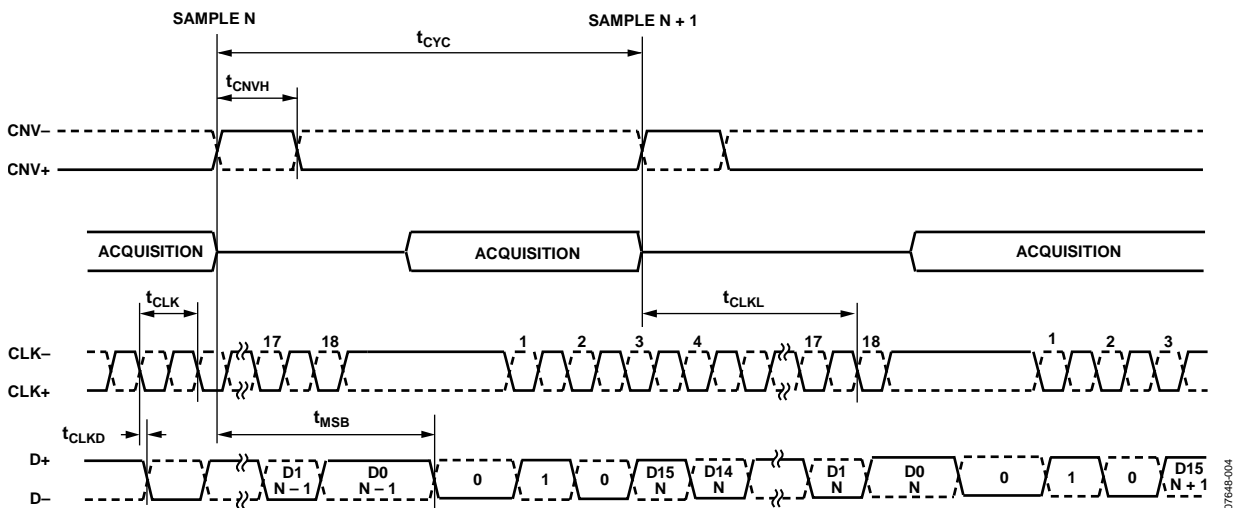 SAMPLE N SAMPLE N + 1
tCYC
tCNVH
CNV–
CNV+
ACQUISITION ACQUISITION ACQUISITION
tCLK tCLKL
CLK– 17 18 1 2 3 4 17 18 1 2 3
CLK+
tCLKD tMSB
D+
D–
D1 N – 1
D0 N – 1
0 1 0
D15 N
D14 N
D1 N
D0 N
0 1 0
D15 N + 1
07648-004